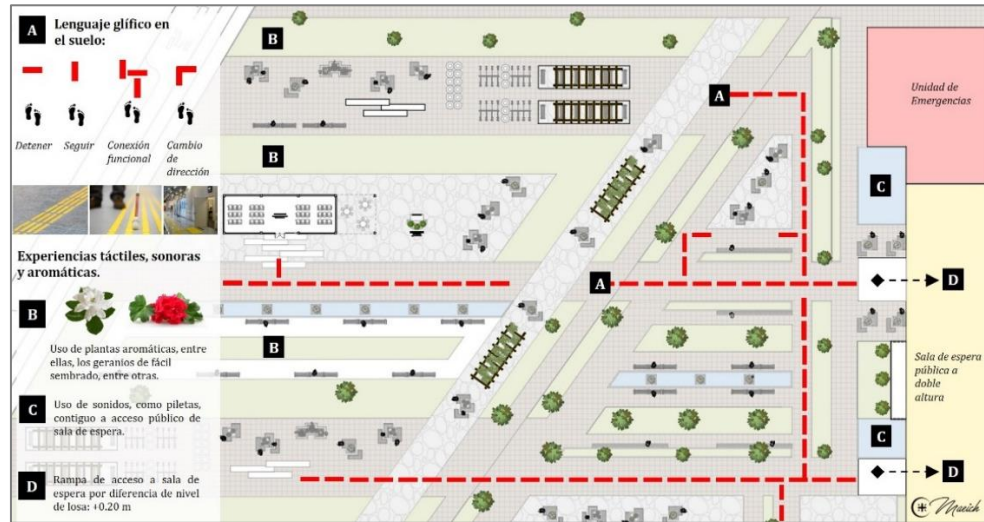 A Lenguaje glífico en
el suelo:
Detener Seguir Conexión Cambio
funcional de
dirección
Experiencias táctiles, sonoras
y aromáticas.
B
Uso de plantas aromáticas, entre
ellas, los geranios de fácil
sembrado, entre otras.
C Uso de sonidos, como piletas,
contiguo a acceso público de
sala de espera.
D Rampa de acceso a sala de
espera por diferencia de nivel
de losa: +0.20 m
B
B
B
A
A
Unidad de
Emergencias
C
D
Sala de espera
pública a
doble
altura
C
D